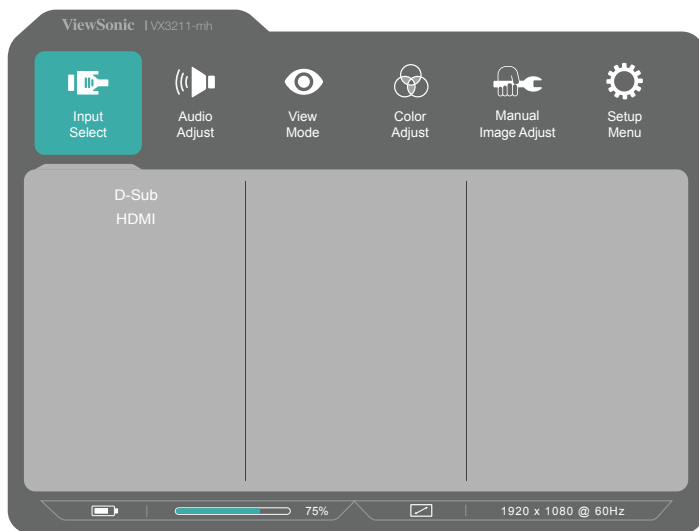 ViewSonic | VX3211-mh
Input
Select
Audio
Adjust
View
Mode
Color
Adjust
Manual
Image Adjust
Setup
Menu
D-Sub
HDMI
75%
1920 x 1080 @ 60Hz